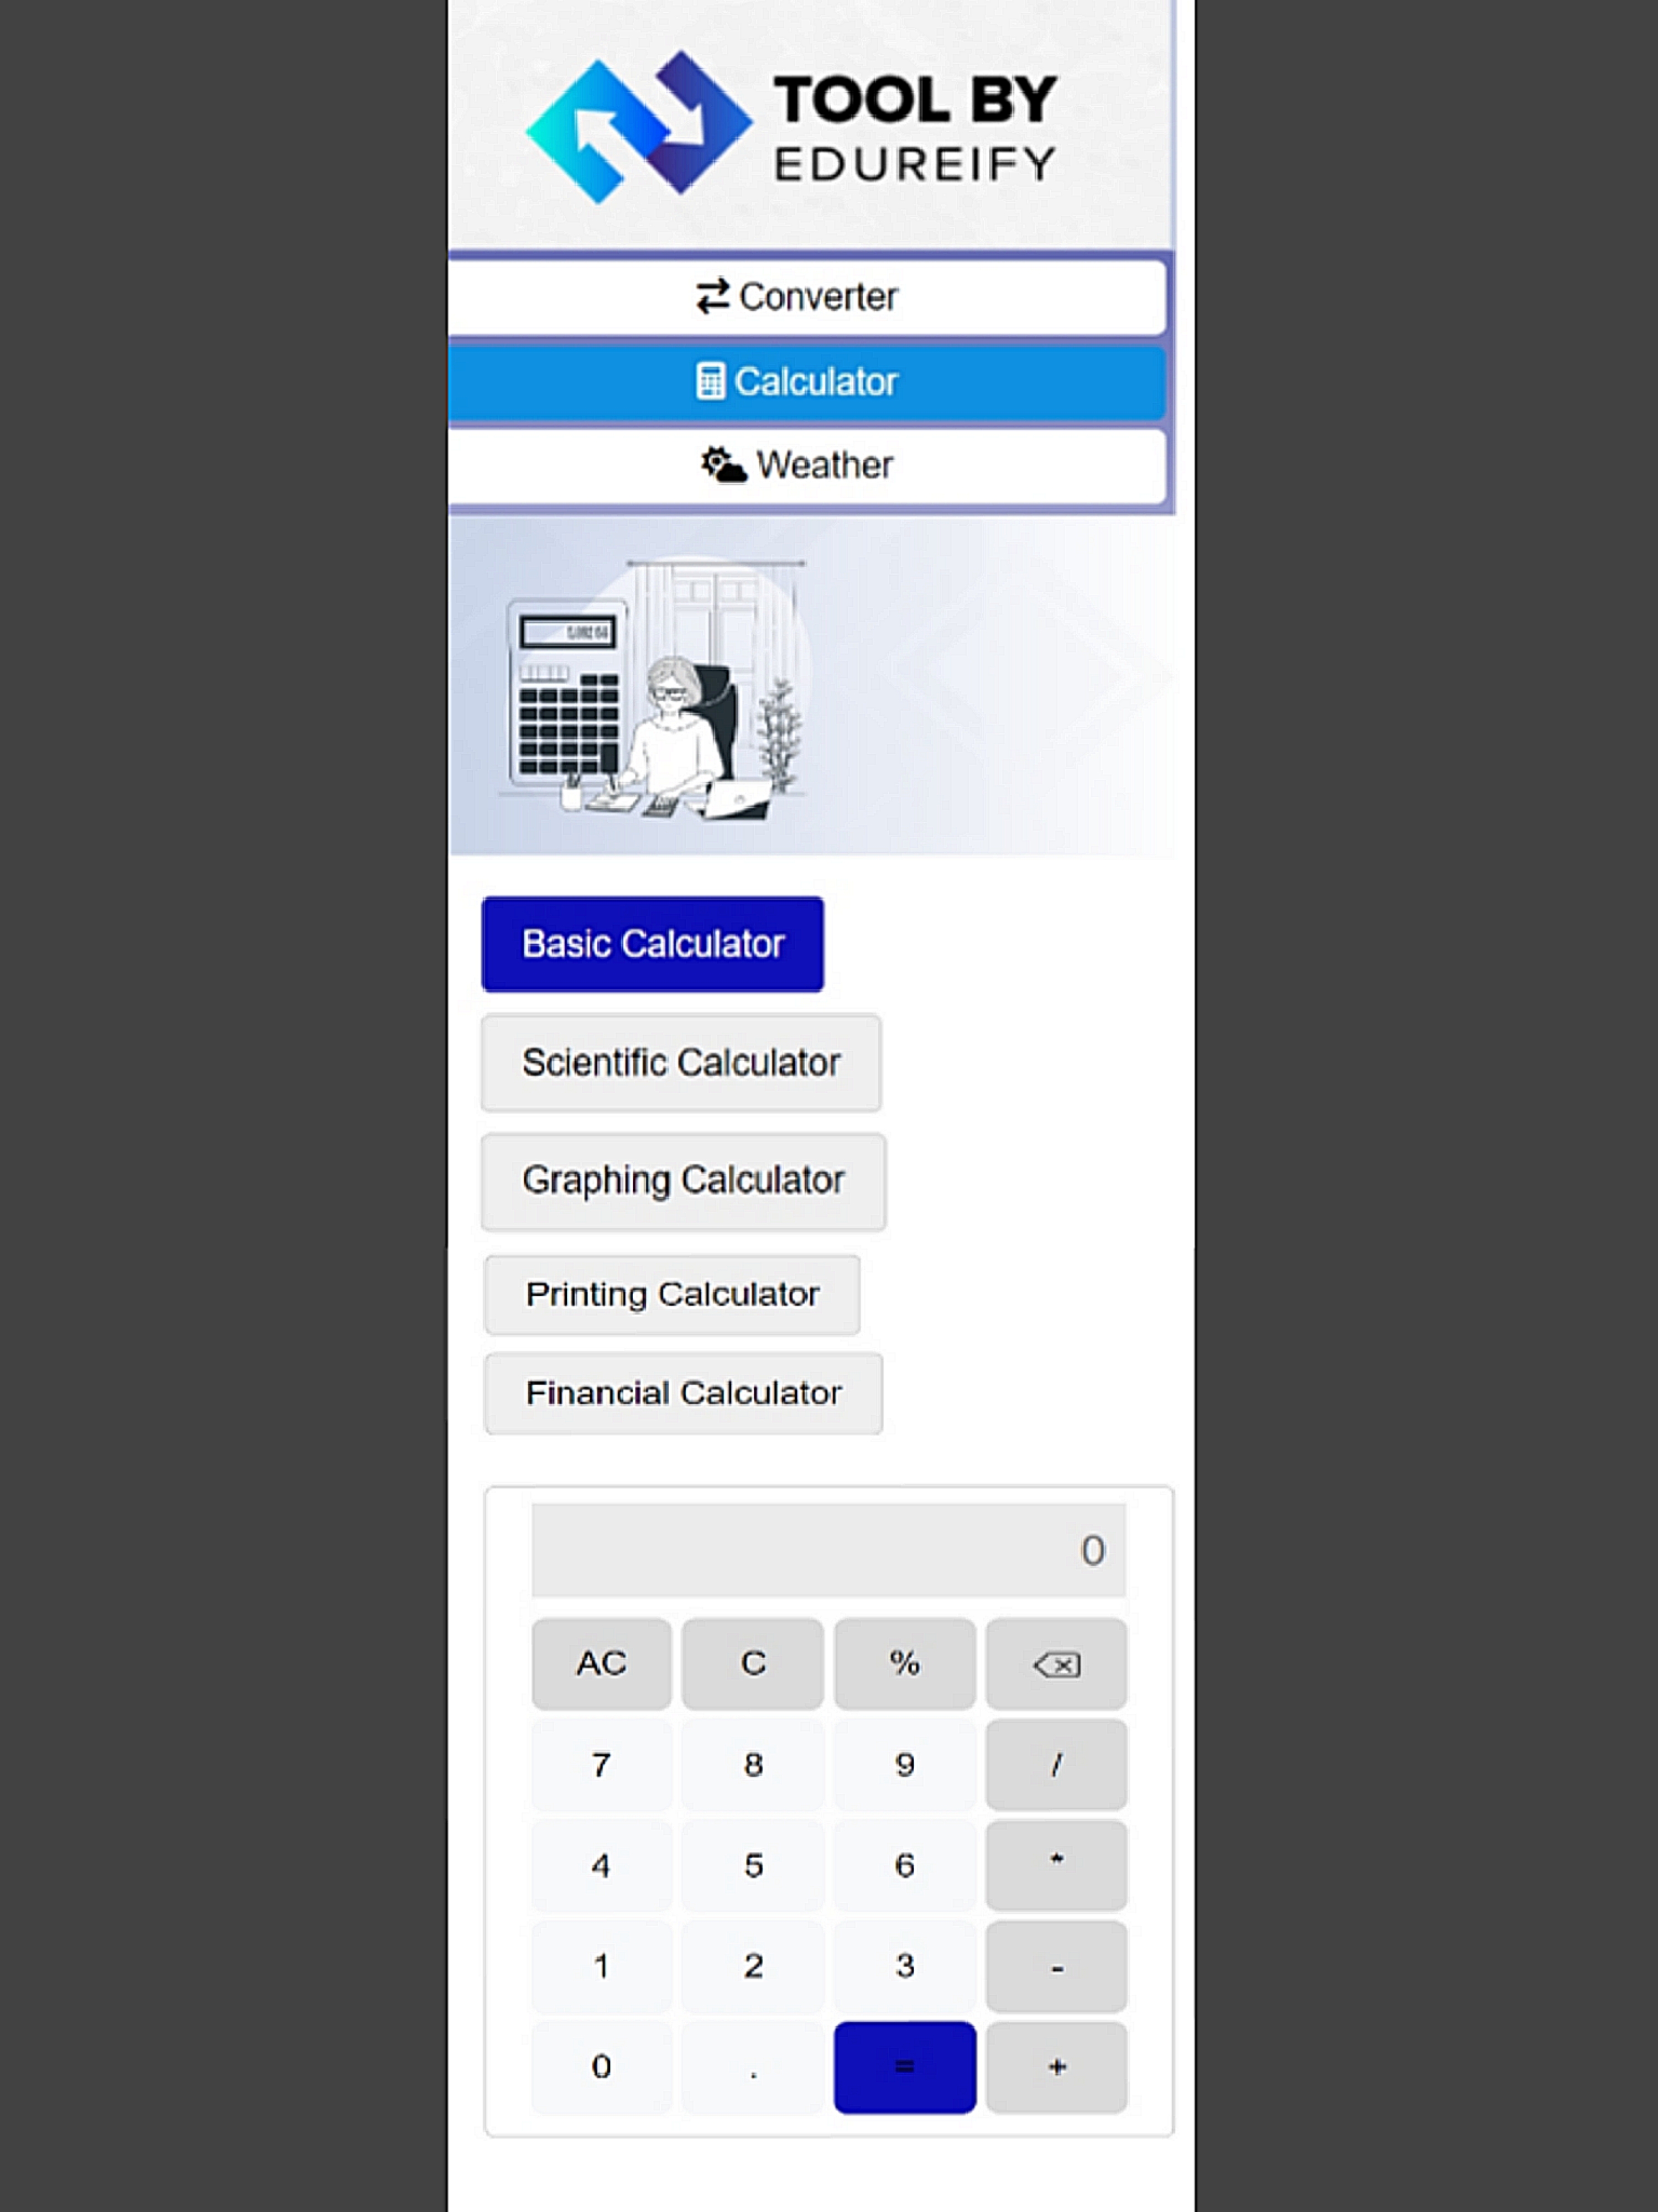 TOOL BY
EDUREIFY
Converter
Calculator
Weather
Basic Calculator
Scientific Calculator
Graphing Calculator
Printing Calculator
Financial Calculator
0
AC C %
7 8 9 /
4 5 6 *
1 2 3 -
0 . = +